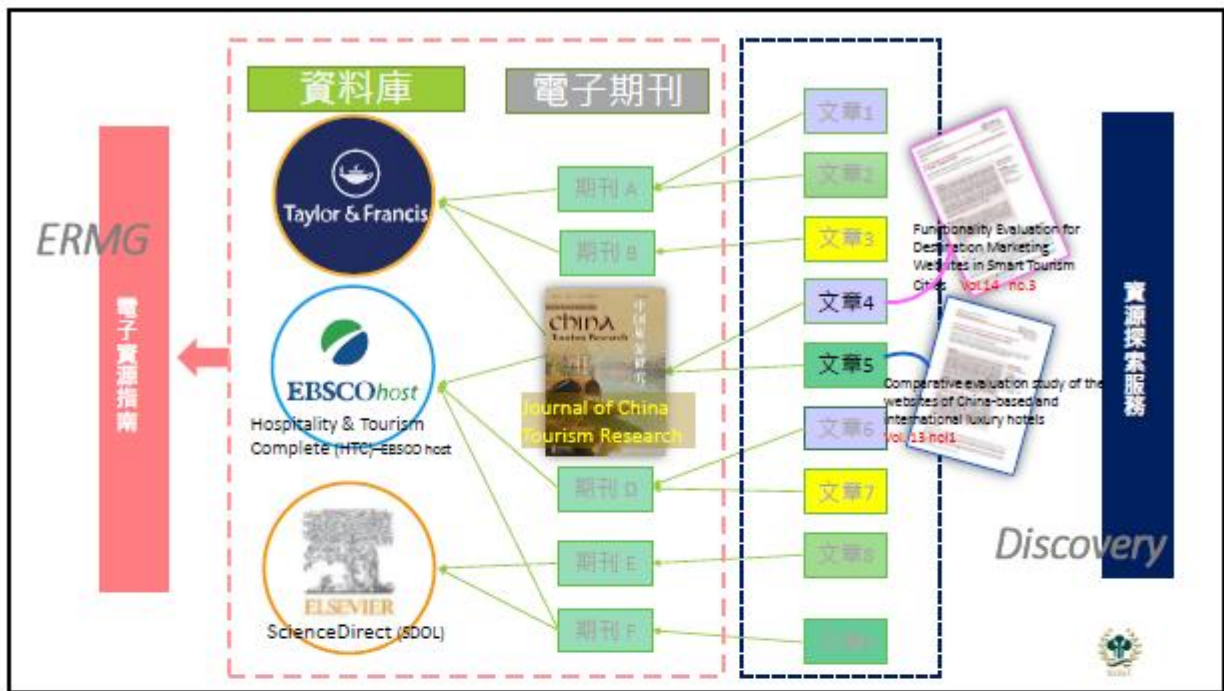 資料庫
電子期刊
Taylor & Francis
EBSCOhost
Hospitality & Tourism
Complete (HTC)–EBSCO host
ELSEVIER
ScienceDirect (SDOL)
ERMG
電子資源指南
期刊 A
期刊 B
CHINA
Tourism Research
Journal of China
Tourism Research
期刊 D
期刊 E
期刊 F
文章1
文章2
文章3
文章4
文章5
文章6
文章7
文章8
Functionality Evaluation for
Destination Marketing
Websites in Smart Tourism
Cities Vol.14 no.3
Comparative evaluation study of the
websites of China-based and
international luxury hotels
Vol. 13 no1
資源探索服務
Discovery